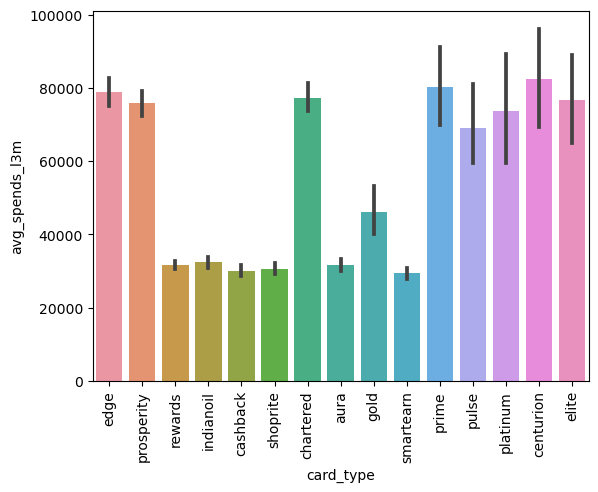 100000
80000
60000
40000
20000
0
avg_spends_l3m
edge
prosperity
rewards
indianoil
cashback
shoprite
chartered
aura
gold
smartearn
prime
pulse
platinum
centurion
elite
card_type